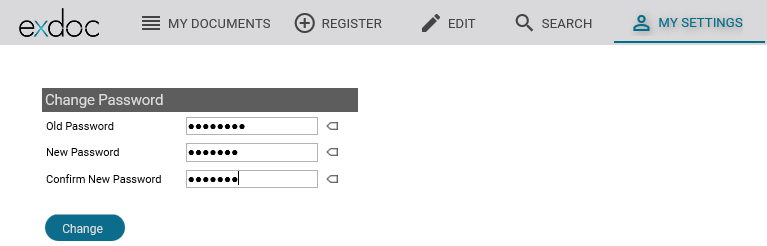 exdoc MY DOCUMENTS REGISTER EDIT SEARCH MY SETTINGS
Change Password
Old Password ••••••••
New Password •••••••
Confirm New Password •••••••
Change